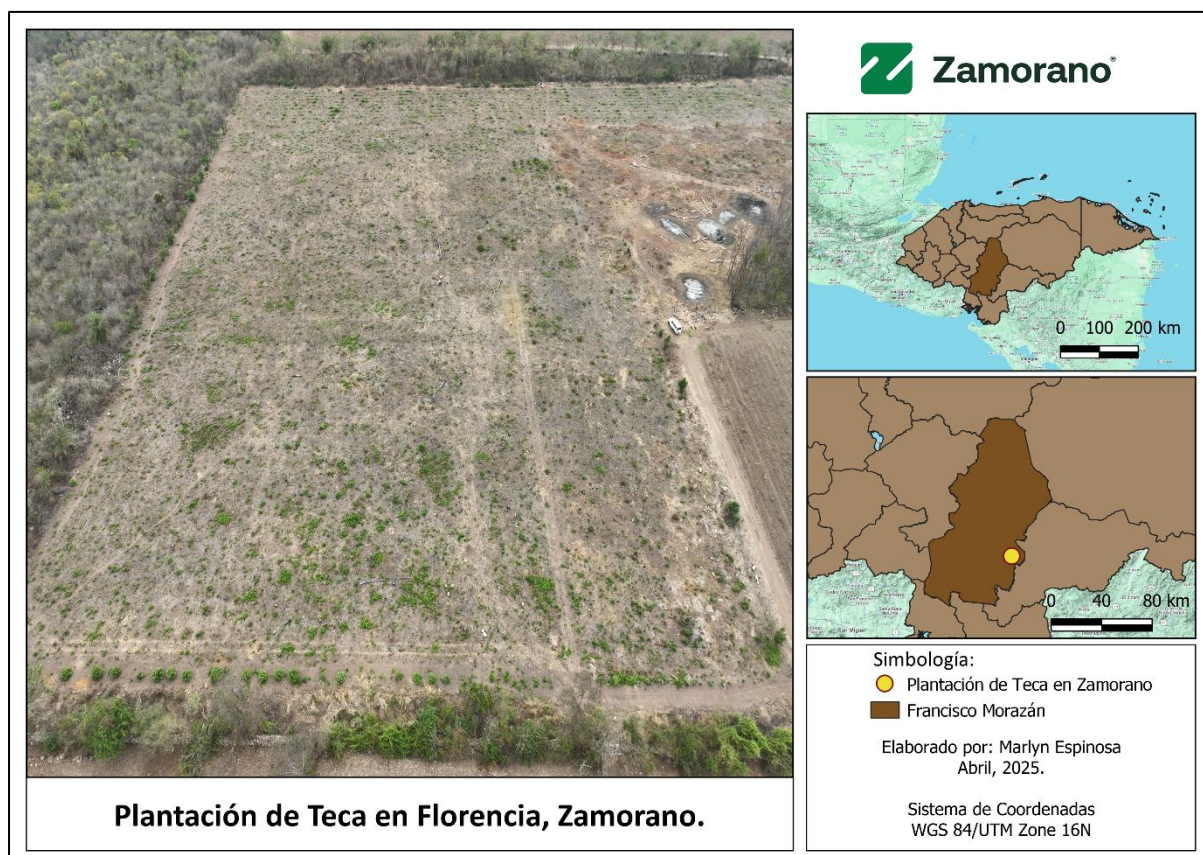 Zamorano®
0 100 200 km
0 40 80 km
Simbología:
Plantación de Teca en Zamorano
Francisco Morazán
Elaborado por: Marlyn Espinosa
Abril, 2025.
Sistema de Coordenadas
WGS 84/UTM Zone 16N
Plantación de Teca en Florencia, Zamorano.